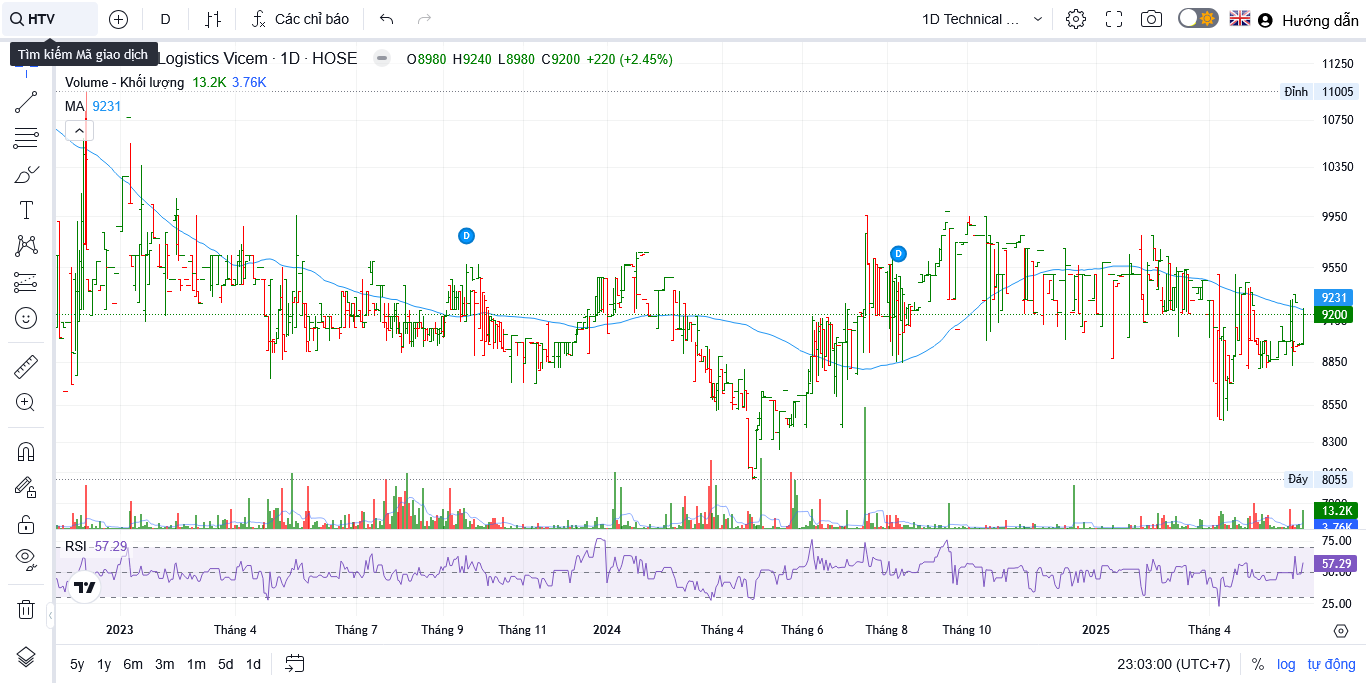 HTV
D
Các chỉ báo
1D Technical ...
Hướng dẫn
Tìm kiếm Mã giao dịch
Logistics Vicem · 1D · HOSE
O8980 H9240 L8980 C9200 +220 (+2.45%)
Volume - Khối lượng 13.2K 3.76K
MA 9231
D
D
11250
Đỉnh 11005
10750
10350
9950
9550
9231
9200
8850
8550
8300
Đáy 8055
13.2K
3.76K
RSI 57.29
75.00
57.29
50.00
25.00
2023 Tháng 4 Tháng 7 Tháng 9 Tháng 11 2024 Tháng 4 Tháng 6 Tháng 8 Tháng 10 2025 Tháng 4
5y 1y 6m 3m 1m 5d 1d
23:03:00 (UTC+7) % log tự động